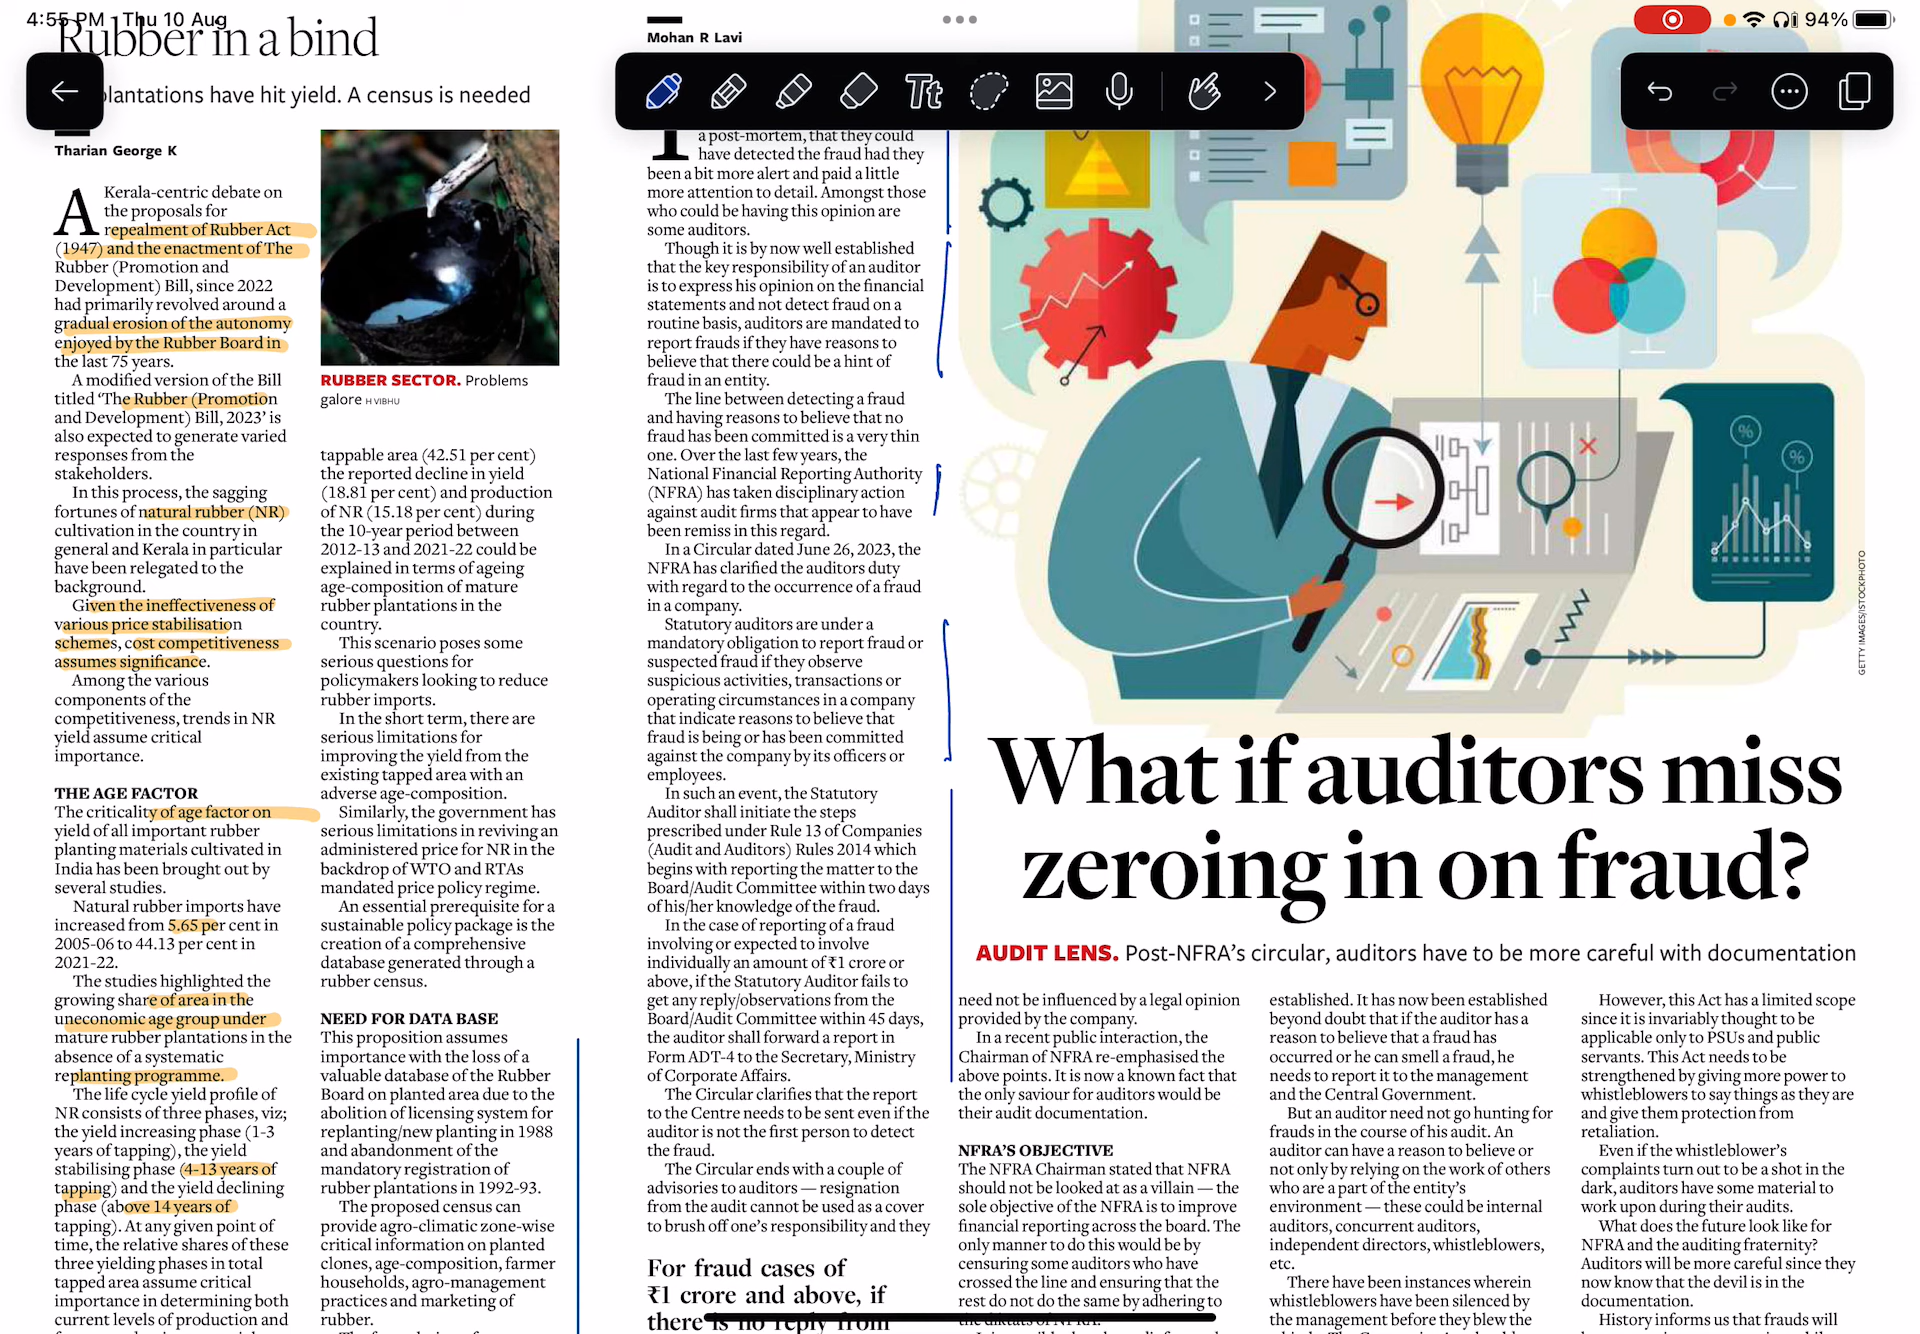 4:55 PM Thu 10 Aug
94%
Rubber in a bind
plantations have hit yield. A census is needed
Tharian George K
A Kerala-centric debate on
the proposals for
repealment of Rubber Act
(1947) and the enactment of The
Rubber (Promotion and
Development) Bill, since 2022
had primarily revolved around a
gradual erosion of the autonomy
enjoyed by the Rubber Board in
the last 75 years.
A modified version of the Bill
titled ‘The Rubber (Promotion
and Development) Bill, 2023’ is
also expected to generate varied
responses from the
stakeholders.
In this process, the sagging
fortunes of natural rubber (NR)
cultivation in the country in
general and Kerala in particular
have been relegated to the
background.
Given the ineffectiveness of
various price stabilisation
schemes, cost competitiveness
assumes significance.
Among the various
components of the
competitiveness, trends in NR
yield assume critical
importance.
THE AGE FACTOR
The criticality of age factor on
yield of all important rubber
planting materials cultivated in
India has been brought out by
several studies.
Natural rubber imports have
increased from 5.65 per cent in
2005-06 to 44.13 per cent in
2021-22.
The studies highlighted the
growing share of area in the
uneconomic age group under
mature rubber plantations in the
absence of a systematic
replanting programme.
The life cycle yield profile of
NR consists of three phases, viz;
the yield increasing phase (1-3
years of tapping), the yield
stabilising phase (4-13 years of
tapping) and the yield declining
phase (above 14 years of
tapping). At any given point of
time, the relative shares of these
three yielding phases in total
tapped area assume critical
importance in determining both
current levels of production and
RUBBER SECTOR. Problems
galore H VIBHU
tappable area (42.51 per cent)
the reported decline in yield
(18.81 per cent) and production
of NR (15.18 per cent) during
the 10-year period between
2012-13 and 2021-22 could be
explained in terms of ageing
age-composition of mature
rubber plantations in the
country.
This scenario poses some
serious questions for
policymakers looking to reduce
rubber imports.
In the short term, there are
serious limitations for
improving the yield from the
existing tapped area with an
adverse age-composition.
Similarly, the government has
serious limitations in reviving an
administered price for NR in the
backdrop of WTO and RTAs
mandated price policy regime.
An essential prerequisite for a
sustainable policy package is the
creation of a comprehensive
database generated through a
rubber census.
NEED FOR DATA BASE
This proposition assumes
importance with the loss of a
valuable database of the Rubber
Board on planted area due to the
abolition of licensing system for
replanting/new planting in 1988
and abandonment of the
mandatory registration of
rubber plantations in 1992-93.
The proposed census can
provide agro-climatic zone-wise
critical information on planted
clones, age-composition, farmer
households, agro-management
practices and marketing of
rubber.
Mohan R Lavi
Tt
a post-mortem, that they could
have detected the fraud had they
been a bit more alert and paid a little
more attention to detail. Amongst those
who could be having this opinion are
some auditors.
Though it is by now well established
that the key responsibility of an auditor
is to express his opinion on the financial
statements and not detect fraud on a
routine basis, auditors are mandated to
report frauds if they have reasons to
believe that there could be a hint of
fraud in an entity.
The line between detecting a fraud
and having reasons to believe that no
fraud has been committed is a very thin
one. Over the last few years, the
National Financial Reporting Authority
(NFRA) has taken disciplinary action
against audit firms that appear to have
been remiss in this regard.
In a Circular dated June 26, 2023, the
NFRA has clarified the auditors duty
with regard to the occurrence of a fraud
in a company.
Statutory auditors are under a
mandatory obligation to report fraud or
suspected fraud if they observe
suspicious activities, transactions or
operating circumstances in a company
that indicate reasons to believe that
fraud is being or has been committed
against the company by its officers or
employees.
In such an event, the Statutory
Auditor shall initiate the steps
prescribed under Rule 13 of Companies
(Audit and Auditors) Rules 2014 which
begins with reporting the matter to the
Board/Audit Committee within two days
of his/her knowledge of the fraud.
In the case of reporting of a fraud
involving or expected to involve
individually an amount of ₹1 crore or
above, if the Statutory Auditor fails to
get any reply/observations from the
Board/Audit Committee within 45 days,
the auditor shall forward a report in
Form ADT-4 to the Secretary, Ministry
of Corporate Affairs.
The Circular clarifies that the report
to the Centre needs to be sent even if the
auditor is not the first person to detect
the fraud.
The Circular ends with a couple of
advisories to auditors — resignation
from the audit cannot be used as a cover
to brush off one’s responsibility and they
For fraud cases of
₹1 crore and above, if
there is no reply from
%
%
GETTY IMAGES/ISTOCKPHOTO
What if auditors miss
zeroing in on fraud?
AUDIT LENS. Post-NFRA’s circular, auditors have to be more careful with documentation
need not be influenced by a legal opinion
provided by the company.
In a recent public interaction, the
Chairman of NFRA re-emphasised the
above points. It is now a known fact that
the only saviour for auditors would be
their audit documentation.
NFRA’S OBJECTIVE
The NFRA Chairman stated that NFRA
should not be looked at as a villain — the
sole objective of the NFRA is to improve
financial reporting across the board. The
only manner to do this would be by
censuring some auditors who have
crossed the line and ensuring that the
rest do not do the same by adhering to
the diktats of NFRA.
established. It has now been established
beyond doubt that if the auditor has a
reason to believe that a fraud has
occurred or he can smell a fraud, he
needs to report it to the management
and the Central Government.
But an auditor need not go hunting for
frauds in the course of his audit. An
auditor can have a reason to believe or
not only by relying on the work of others
who are a part of the entity’s
environment — these could be internal
auditors, concurrent auditors,
independent directors, whistleblowers,
etc.
There have been instances wherein
whistleblowers have been silenced by
the management before they blew the
However, this Act has a limited scope
since it is invariably thought to be
applicable only to PSUs and public
servants. This Act needs to be
strengthened by giving more power to
whistleblowers to say things as they are
and give them protection from
retaliation.
Even if the whistleblower’s
complaints turn out to be a shot in the
dark, auditors have some material to
work upon during their audits.
What does the future look like for
NFRA and the auditing fraternity?
Auditors will be more careful since they
now know that the devil is in the
documentation.
History informs us that frauds will